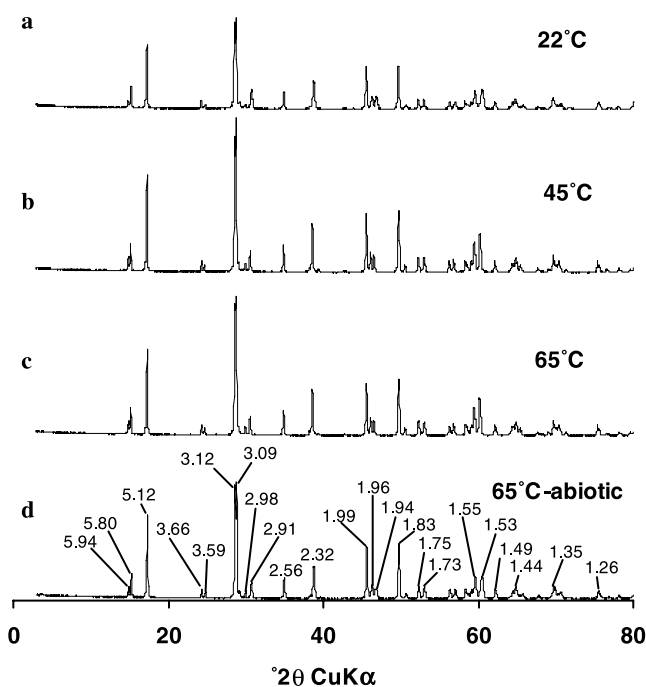 a
22°C
b
45°C
c
65°C
d
65°C-abiotic
5.94
5.80
5.12
3.66
3.59
3.12
3.09
2.98
2.91
2.56
2.32
1.99
1.96
1.94
1.83
1.75
1.73
1.55
1.53
1.49
1.44
1.35
1.26
0 20 40 60 80
°2θ CuKα